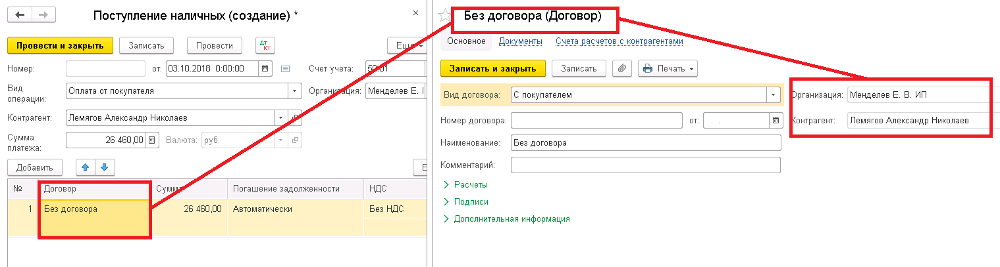 Поступление наличных (создание) *
Провести и закрыть Записать Провести Дт Кт Еще
Номер: от: 03.10.2018 0:00:00 Счет учета: 50.01
Вид операции: Оплата от покупателя Организация: Менделев Е.
Контрагент: Лемягов Александр Николаев
Сумма платежа: 26 460,00 Валюта: руб.
Добавить
№ Договор Сумма Погашение задолженности НДС
1 Без договора 26 460,00 Автоматически Без НДС
Без договора (Договор)
Основное Документы Счета расчетов с контрагентами
Записать и закрыть Записать Печать
Вид договора: С покупателем Организация: Менделев Е. В. ИП
Номер договора: от: . . Контрагент: Лемягов Александр Николаев
Наименование: Без договора
Комментарий:
Расчеты
Подписи
Дополнительная информация